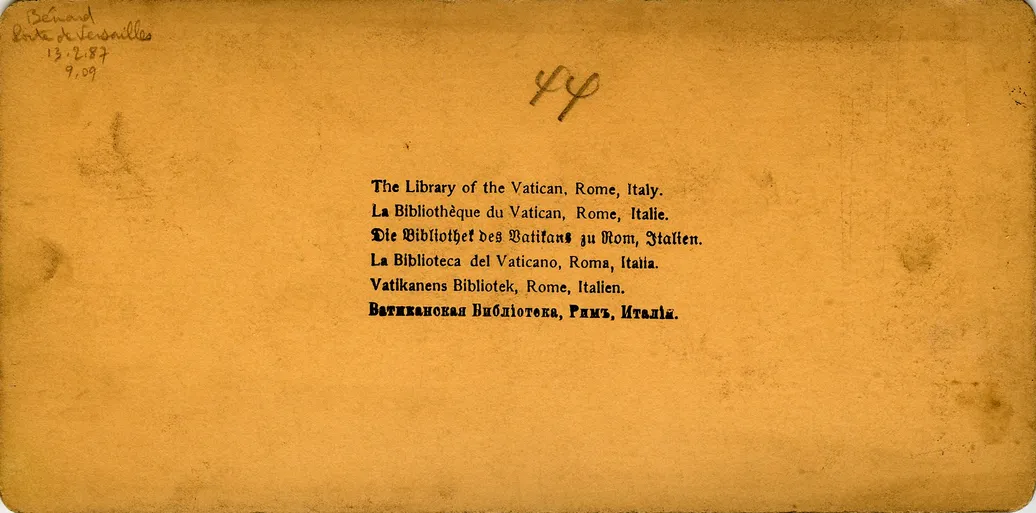 Bénard
Porte de Versailles
13.2.87
9,09
44
The Library of the Vatican, Rome, Italy.
La Bibliothèque du Vatican, Rome, Italie.
Die Bibliothek des Vatikans zu Rom, Italien.
La Biblioteca del Vaticano, Roma, Italia.
Vatikanens Bibliotek, Rome, Italien.
Ватиканская Библіотека, Римъ, Италія.